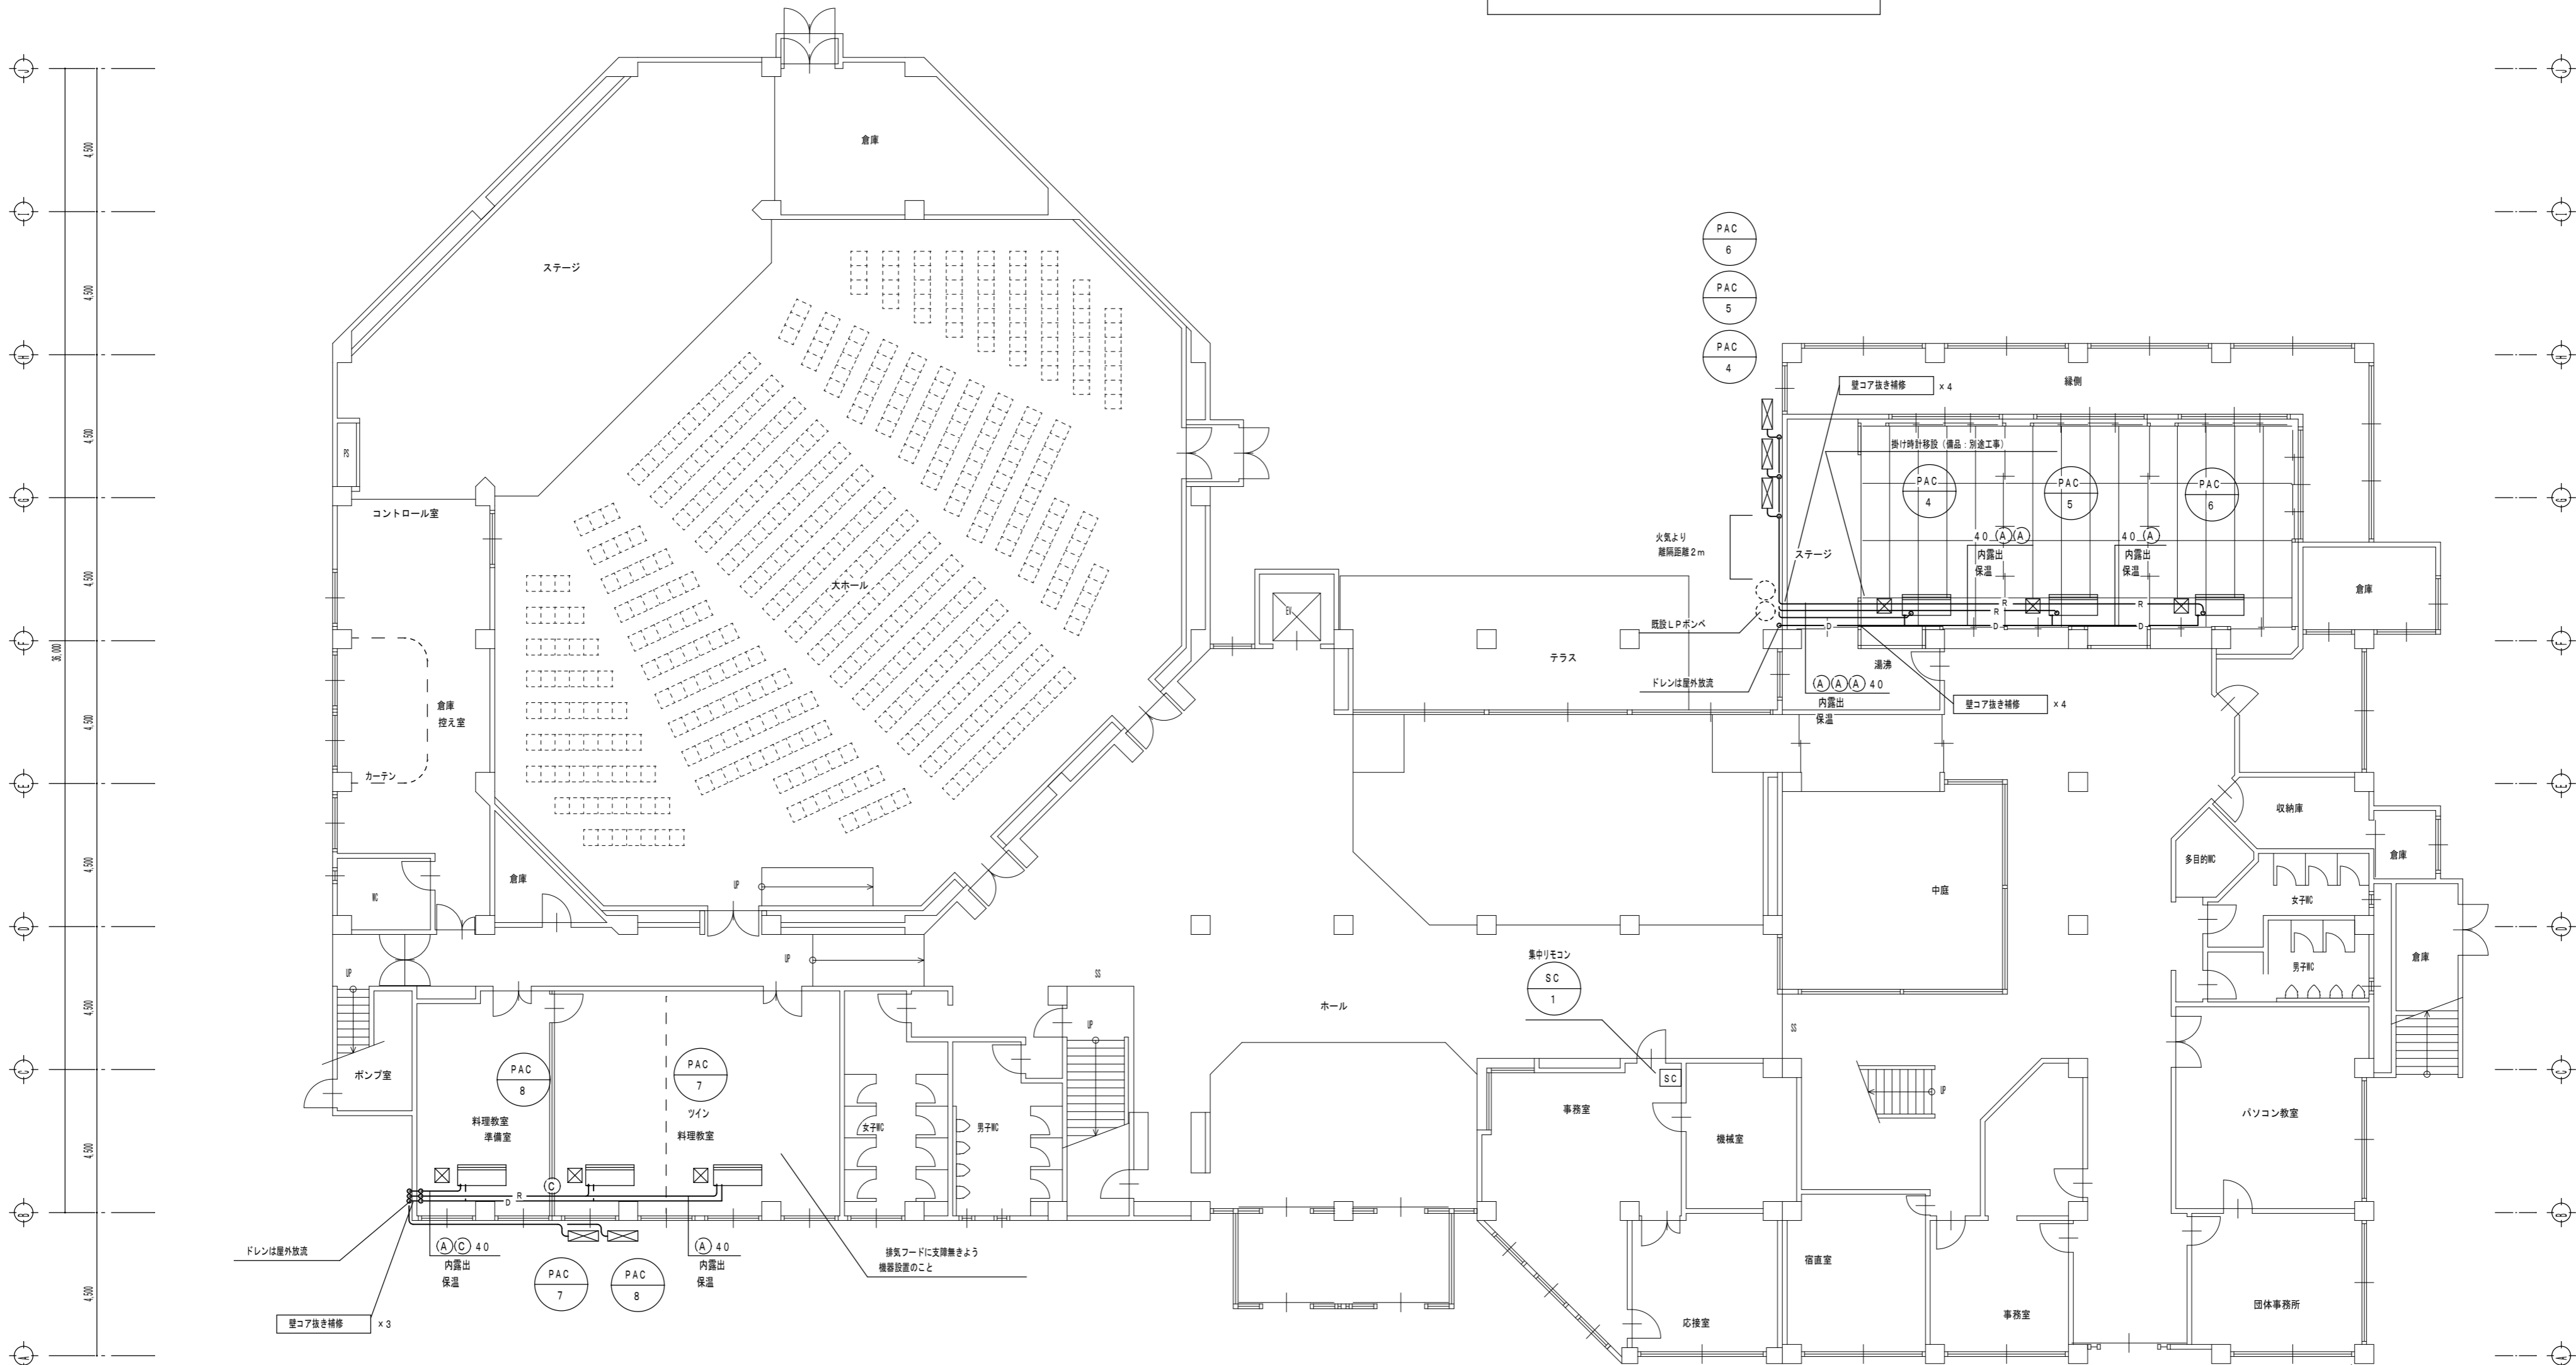 J
J
4,500
倉庫
I
I
PAC
6
ステージ
4,500
PAC
5
PAC
4
H
H
縁側
壁コア抜き補修 ×4
4,500
掛け時計移設（備品：別途工事）
PS
PAC
4
PAC
5
PAC
6
G
G
コントロール室
火気より
離隔距離2m
40 A A
内露出
保温
40 A
内露出
保温
ステージ
4,500
大ホール
倉庫
EV
R
R
R
既設LPボンベ
D
D
D
F
F
36,000
テラス
湯沸
ドレンは屋外放流
A A A 40
内露出
保温
壁コア抜き補修 ×4
倉庫
控え室
4,500
カーテン
E
E
収納庫
4,500
多目的WC
倉庫
倉庫
UP
中庭
WC
女子WC
D
D
UP
集中リモコン
SC
1
倉庫
男子WC
UP
SS
ホール
4,500
UP
SS
C
C
ポンプ室
PAC
8
PAC
7
ツイン
SC
UP
料理教室
準備室
料理教室
女子WC
男子WC
事務室
機械室
パソコン教室
4,500
C
R
D
B
B
ドレンは屋外放流
A C 40
内露出
保温
A 40
内露出
保温
排気フードに支障無きよう
機器設置のこと
PAC
7
PAC
8
宿直室
4,500
団体事務所
事務室
応接室
壁コア抜き補修 ×3
A
A